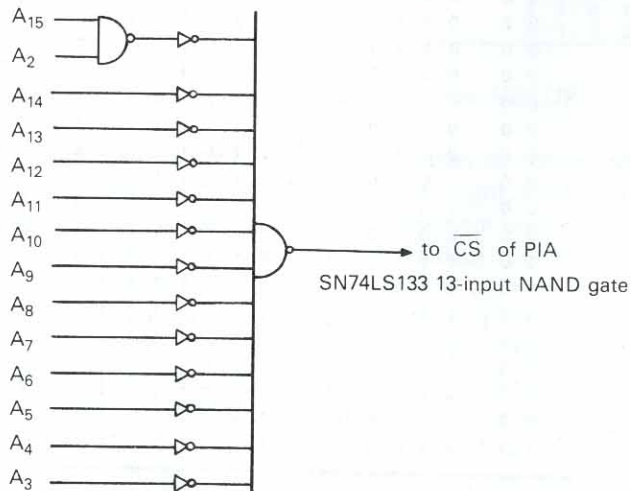 A15
A2
A14
A13
A12
A11
A10
to CS of PIA
A9
SN74LS133 13-input NAND gate
A8
A7
A6
A5
A4
A3